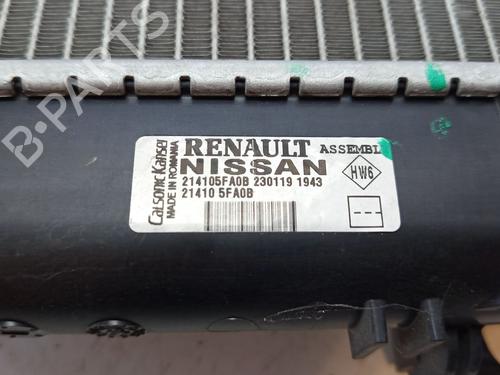 B-PARTS
RENAULT ASSEMBL
NISSAN
214105FA0B 230119 1943
21410 5FA0B
Calsonic Kansei
MADE IN ROMANIA
HW6